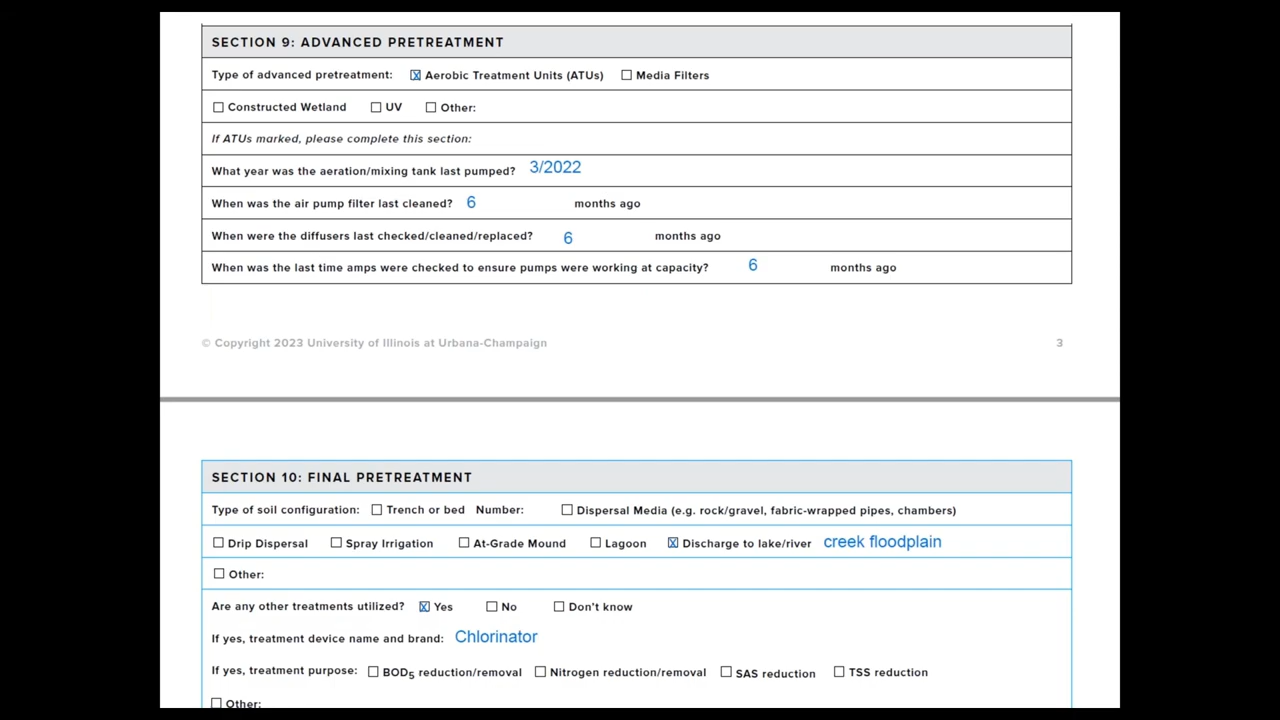 SECTION 9: ADVANCED PRETREATMENT
Type of advanced pretreatment: ☒ Aerobic Treatment Units (ATUs) ☐ Media Filters
☐ Constructed Wetland ☐ UV ☐ Other:
If ATUs marked, please complete this section:
What year was the aeration/mixing tank last pumped? 3/2022
When was the air pump filter last cleaned? 6 months ago
When were the diffusers last checked/cleaned/replaced? 6 months ago
When was the last time amps were checked to ensure pumps were working at capacity? 6 months ago
© Copyright 2023 University of Illinois at Urbana-Champaign 3
SECTION 10: FINAL PRETREATMENT
Type of soil configuration: ☐ Trench or bed Number: ☐ Dispersal Media (e.g. rock/gravel, fabric-wrapped pipes, chambers)
☐ Drip Dispersal ☐ Spray Irrigation ☐ At-Grade Mound ☐ Lagoon ☒ Discharge to lake/river creek floodplain
☐ Other:
Are any other treatments utilized? ☒ Yes ☐ No ☐ Don't know
If yes, treatment device name and brand: Chlorinator
If yes, treatment purpose: ☐ BOD5 reduction/removal ☐ Nitrogen reduction/removal ☐ SAS reduction ☐ TSS reduction
☐ Other: